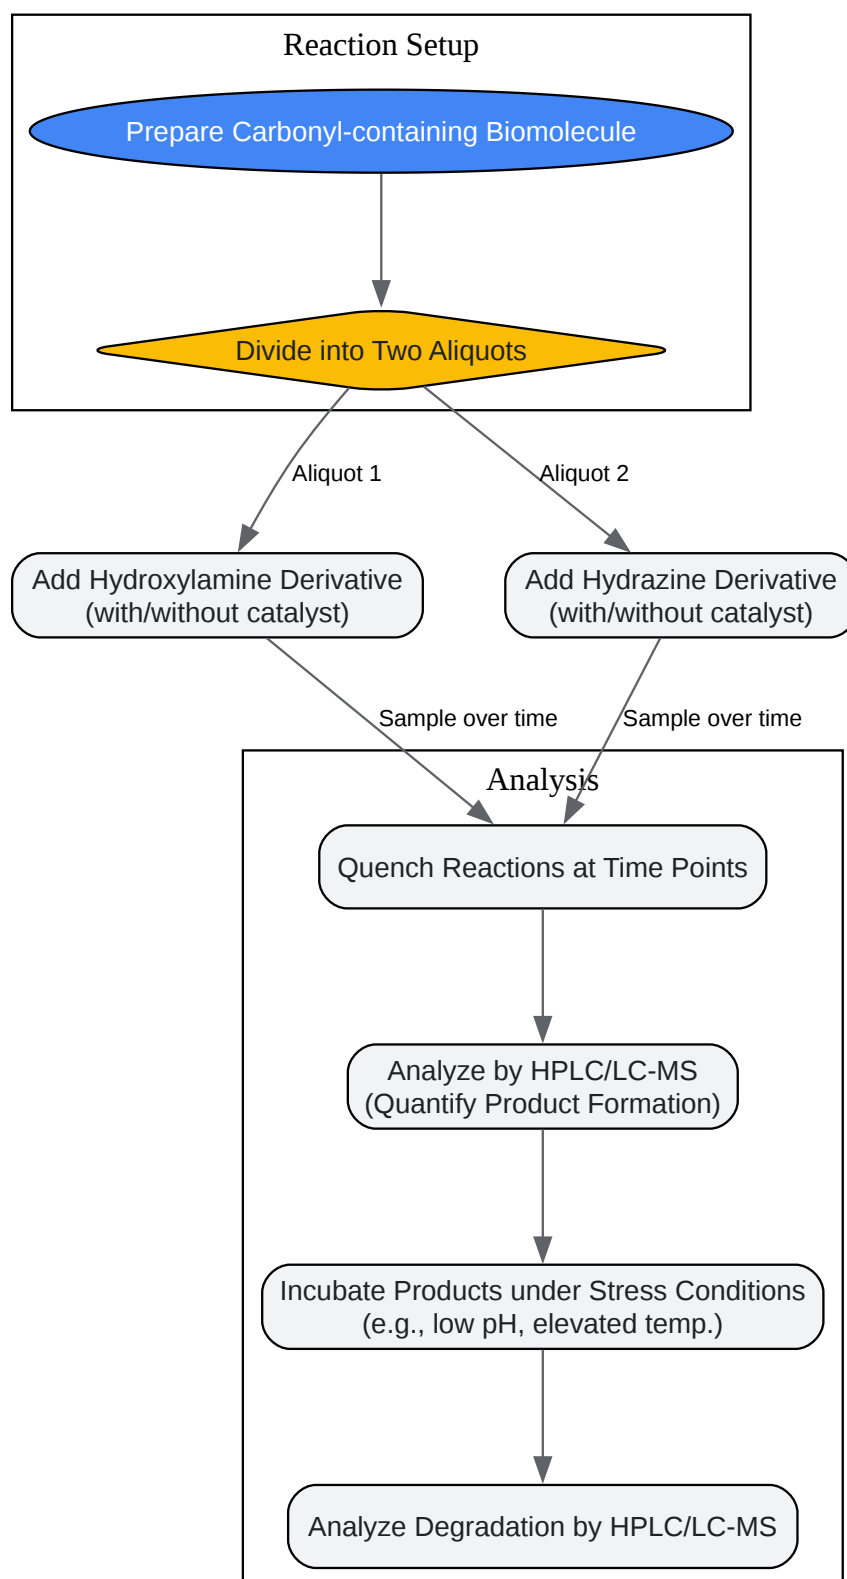 Reaction Setup
Prepare Carbonyl-containing Biomolecule
Divide into Two Aliquots
Aliquot 1
Aliquot 2
Add Hydroxylamine Derivative
(with/without catalyst)
Add Hydrazine Derivative
(with/without catalyst)
Sample over time
Sample over time
Analysis
Quench Reactions at Time Points
Analyze by HPLC/LC-MS
(Quantify Product Formation)
Incubate Products under Stress Conditions
(e.g., low pH, elevated temp.)
Analyze Degradation by HPLC/LC-MS